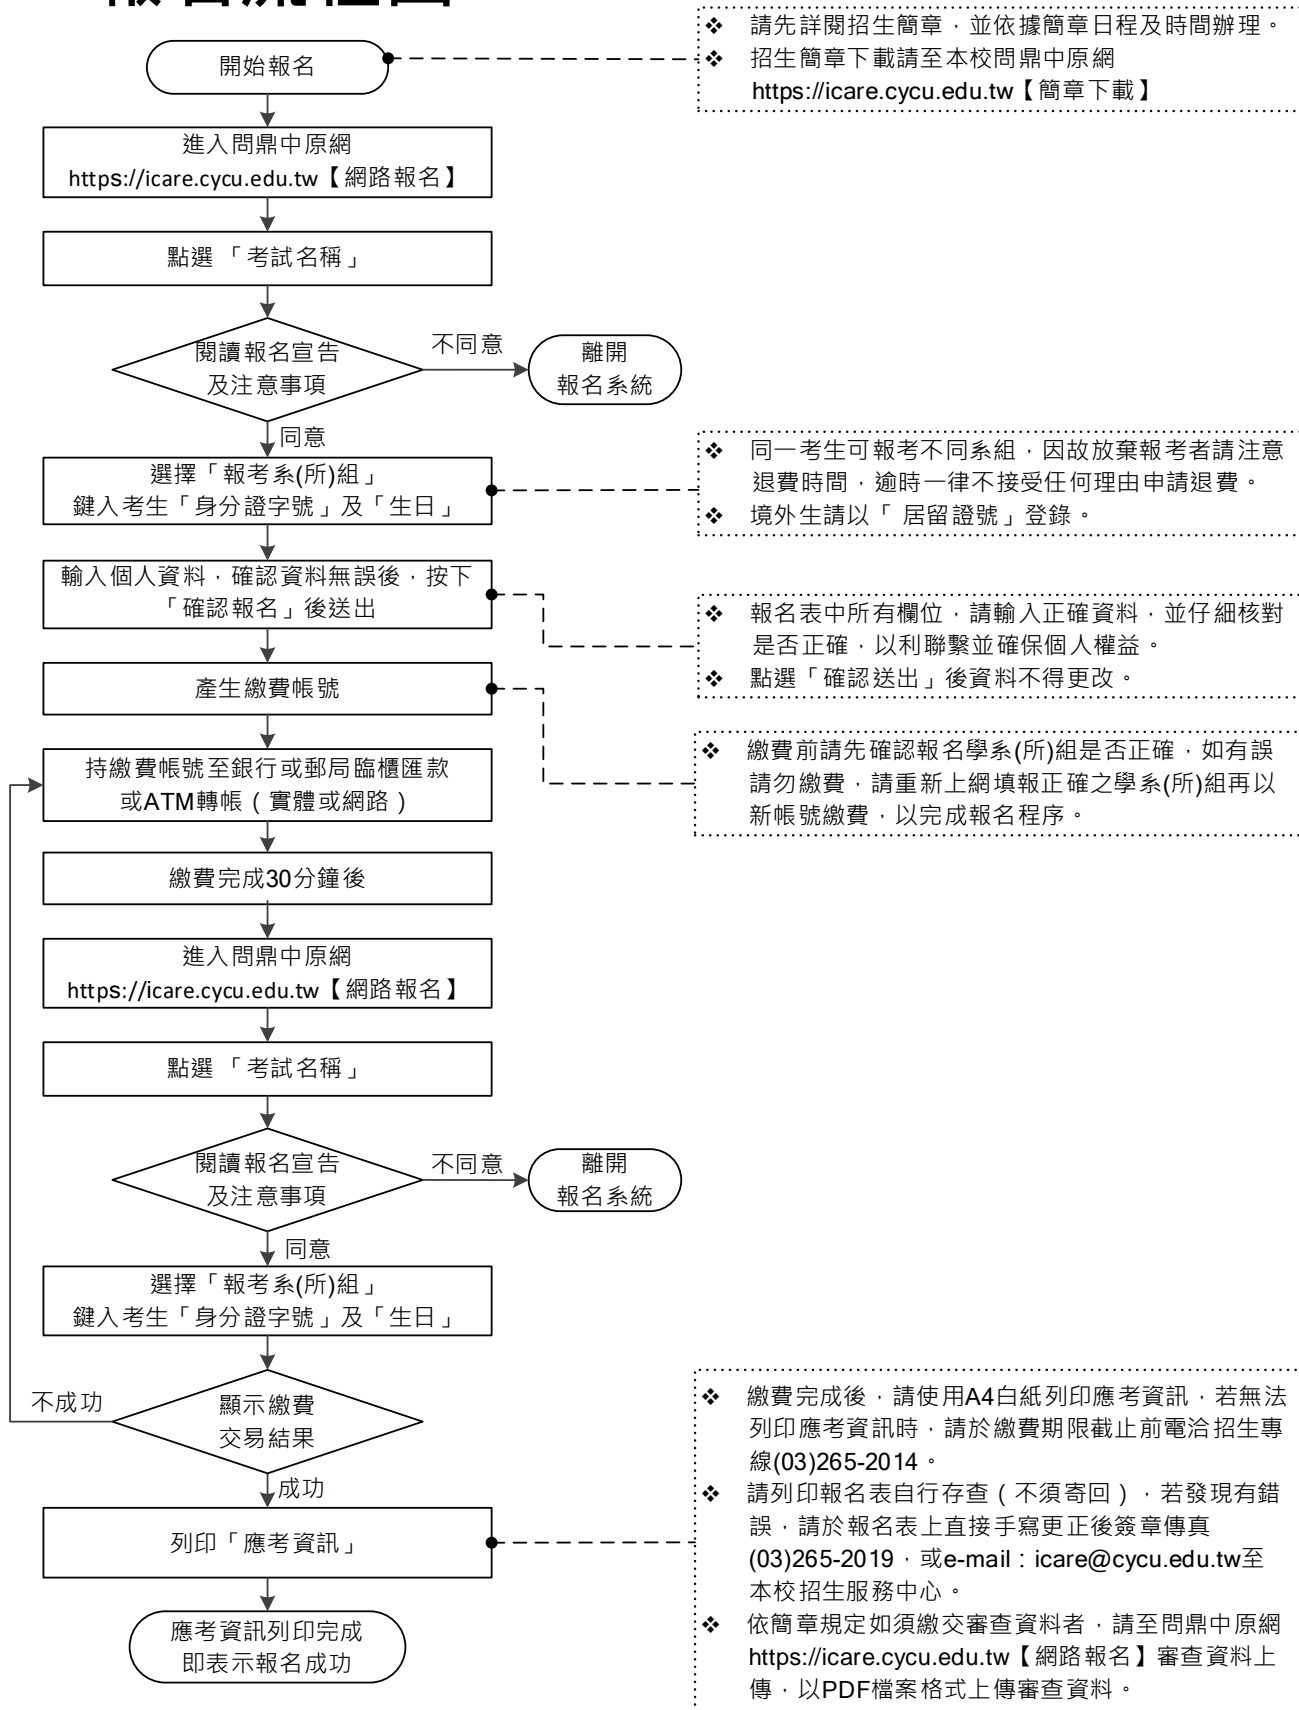 開始報名
❖ 請先詳閱招生簡章，並依據簡章日程及時間辦理。
❖ 招生簡章下載請至本校問鼎中原網
https://icare.cycu.edu.tw【簡章下載】
進入問鼎中原網
https://icare.cycu.edu.tw【網路報名】
點選「考試名稱」
閱讀報名宣告
及注意事項
不同意
離開
報名系統
同意
選擇「報考系(所)組」
鍵入考生「身分證字號」及「生日」
❖ 同一考生可報考不同系組，因故放棄報考者請注意
退費時間，逾時一律不接受任何理由申請退費。
❖ 境外生請以「 居留證號」登錄。
輸入個人資料，確認資料無誤後，按下
「確認報名」後送出
❖ 報名表中所有欄位，請輸入正確資料，並仔細核對
是否正確，以利聯繫並確保個人權益。
❖ 點選「確認送出」後資料不得更改。
產生繳費帳號
❖ 繳費前請先確認報名學系(所)組是否正確，如有誤
請勿繳費，請重新上網填報正確之學系(所)組再以
新帳號繳費，以完成報名程序。
持繳費帳號至銀行或郵局臨櫃匯款
或ATM轉帳（實體或網路）
繳費完成30分鐘後
進入問鼎中原網
https://icare.cycu.edu.tw【網路報名】
點選「考試名稱」
閱讀報名宣告
及注意事項
不同意
離開
報名系統
同意
選擇「報考系(所)組」
鍵入考生「身分證字號」及「生日」
顯示繳費
交易結果
不成功
成功
列印「應考資訊」
❖ 繳費完成後，請使用A4白紙列印應考資訊，若無法
列印應考資訊時，請於繳費期限截止前電洽招生專
線(03)265-2014。
❖ 請列印報名表自行存查（不須寄回），若發現有錯
誤，請於報名表上直接手寫更正後簽章傳真
(03)265-2019，或e-mail：icare@cycu.edu.tw至
本校招生服務中心。
❖ 依簡章規定如須繳交審查資料者，請至問鼎中原網
https://icare.cycu.edu.tw【網路報名】審查資料上
傳，以PDF檔案格式上傳審查資料。
應考資訊列印完成
即表示報名成功